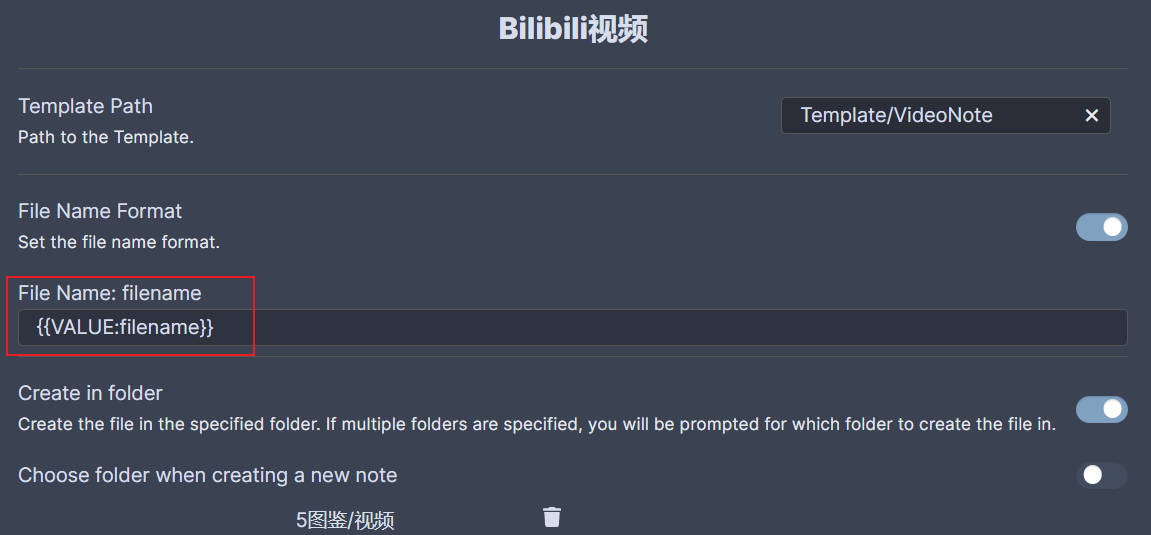 Bilibili视频
Template Path
Template/VideoNote ×
Path to the Template.
File Name Format
Set the file name format.
File Name: filename
{{VALUE:filename}}
Create in folder
Create the file in the specified folder. If multiple folders are specified, you will be prompted for which folder to create the file in.
Choose folder when creating a new note
5图鉴/视频